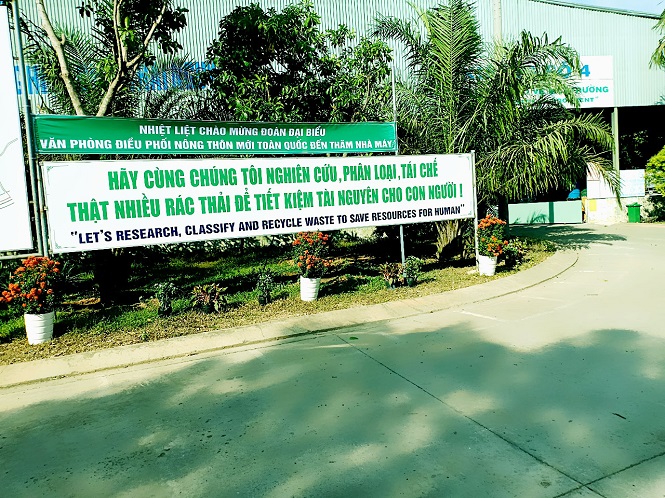 NHIỆT LIỆT CHÀO MỪNG ĐOÀN ĐẠI BIỂU
VĂN PHÒNG ĐIỀU PHỐI NÔNG THÔN MỚI TOÀN QUỐC ĐẾN THĂM NHÀ MÁY
HÃY CÙNG CHÚNG TÔI NGHIÊN CỨU, PHÂN LOẠI, TÁI CHẾ
THẬT NHIỀU RÁC THẢI ĐỂ TIẾT KIỆM TÀI NGUYÊN CHO CON NGƯỜI !
"LET'S RESEARCH, CLASSIFY AND RECYCLE WASTE TO SAVE RESOURCES FOR HUMAN"
4
TRƯỜNG